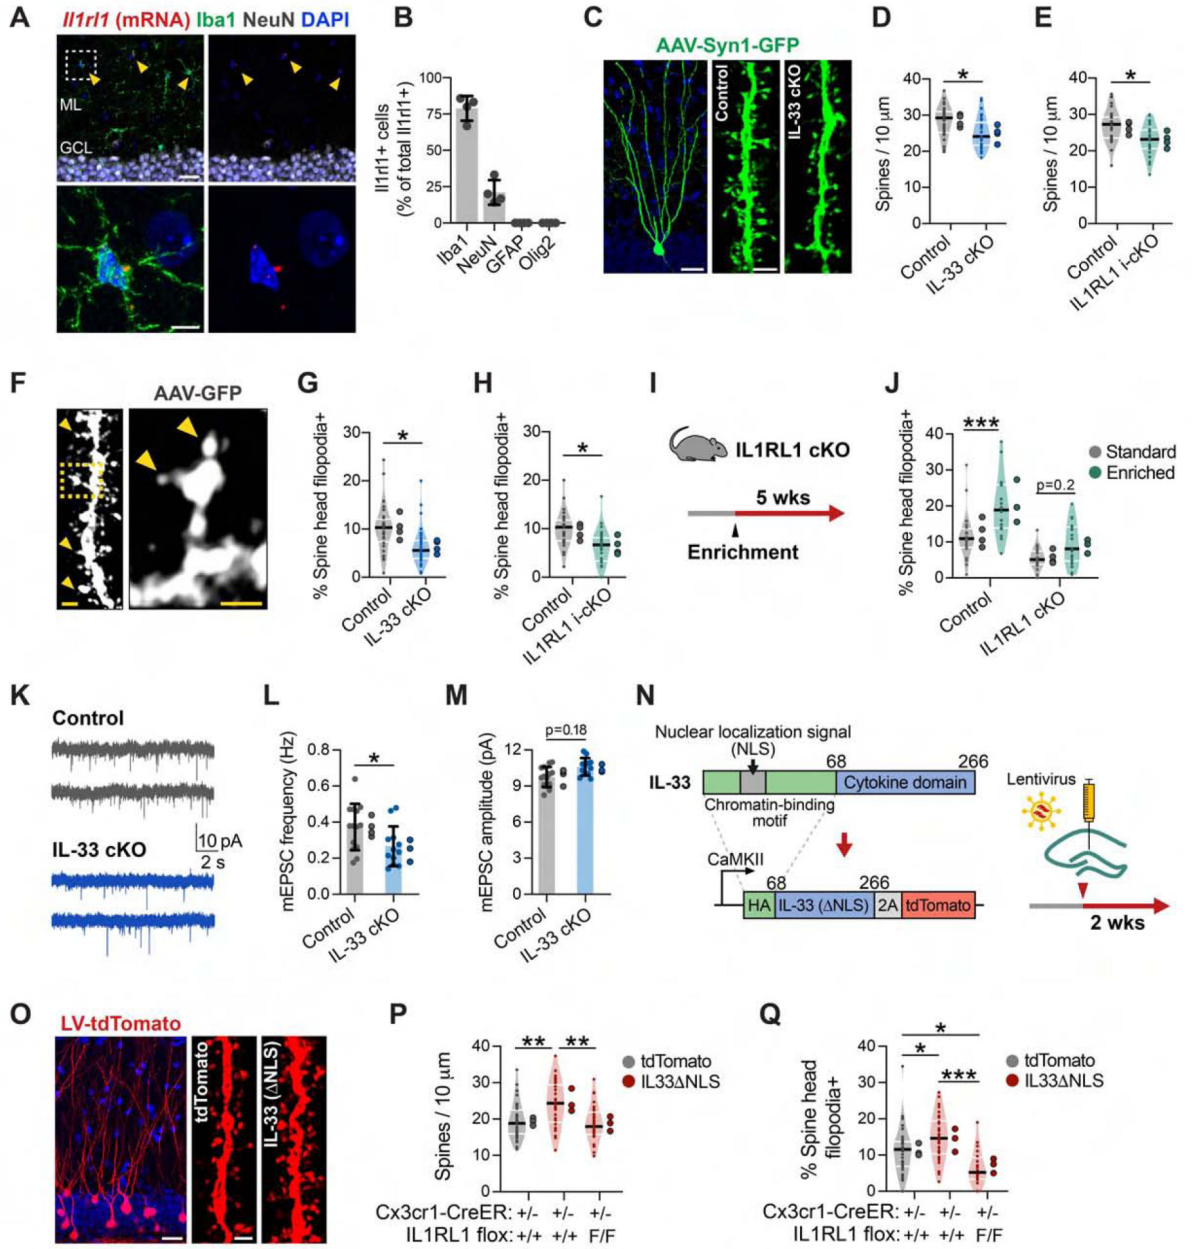 A
Il1rl1 (mRNA) Iba1 NeuN DAPI
ML
GCL
B
Il1rl1+ cells
(% of total Il1rl1+)
100
75
50
25
0
Iba1
NeuN
GFAP
Olig2
C
AAV-Syn1-GFP
Control
IL-33 cKO
D
Spines / 10 µm
40
30
20
10
0
*
Control
IL-33 cKO
E
Spines / 10 µm
40
30
20
10
0
*
Control
IL1RL1 i-cKO
F
AAV-GFP
G
% Spine head filopodia+
30
20
10
0
*
Control
IL-33 cKO
H
% Spine head filopodia+
30
20
10
0
*
Control
IL1RL1 i-cKO
I
IL1RL1 cKO
5 wks
Enrichment
J
% Spine head filopodia+
40
30
20
10
0
***
p=0.2
Standard
Enriched
Control
IL1RL1 cKO
K
Control
10 pA
2 s
IL-33 cKO
L
mEPSC frequency (Hz)
0.8
0.6
0.4
0.2
0.0
*
Control
IL-33 cKO
M
mEPSC amplitude (pA)
12
9
6
3
0
p=0.18
Control
IL-33 cKO
N
Nuclear localization signal
(NLS)
68
266
IL-33
Cytokine domain
Chromatin-binding
motif
CaMKII
68
266
HA
IL-33 (ΔNLS)
2A
tdTomato
Lentivirus
2 wks
O
LV-tdTomato
tdTomato
IL-33 (ΔNLS)
P
Spines / 10 µm
40
30
20
10
0
**
**
tdTomato
IL33ΔNLS
Cx3cr1-CreER: +/- +/- +/-
IL1RL1 flox: +/+ +/+ F/F
Q
% Spine head
filopodia+
40
30
20
10
0
*
*
***
tdTomato
IL33ΔNLS
Cx3cr1-CreER: +/- +/- +/-
IL1RL1 flox: +/+ +/+ F/F